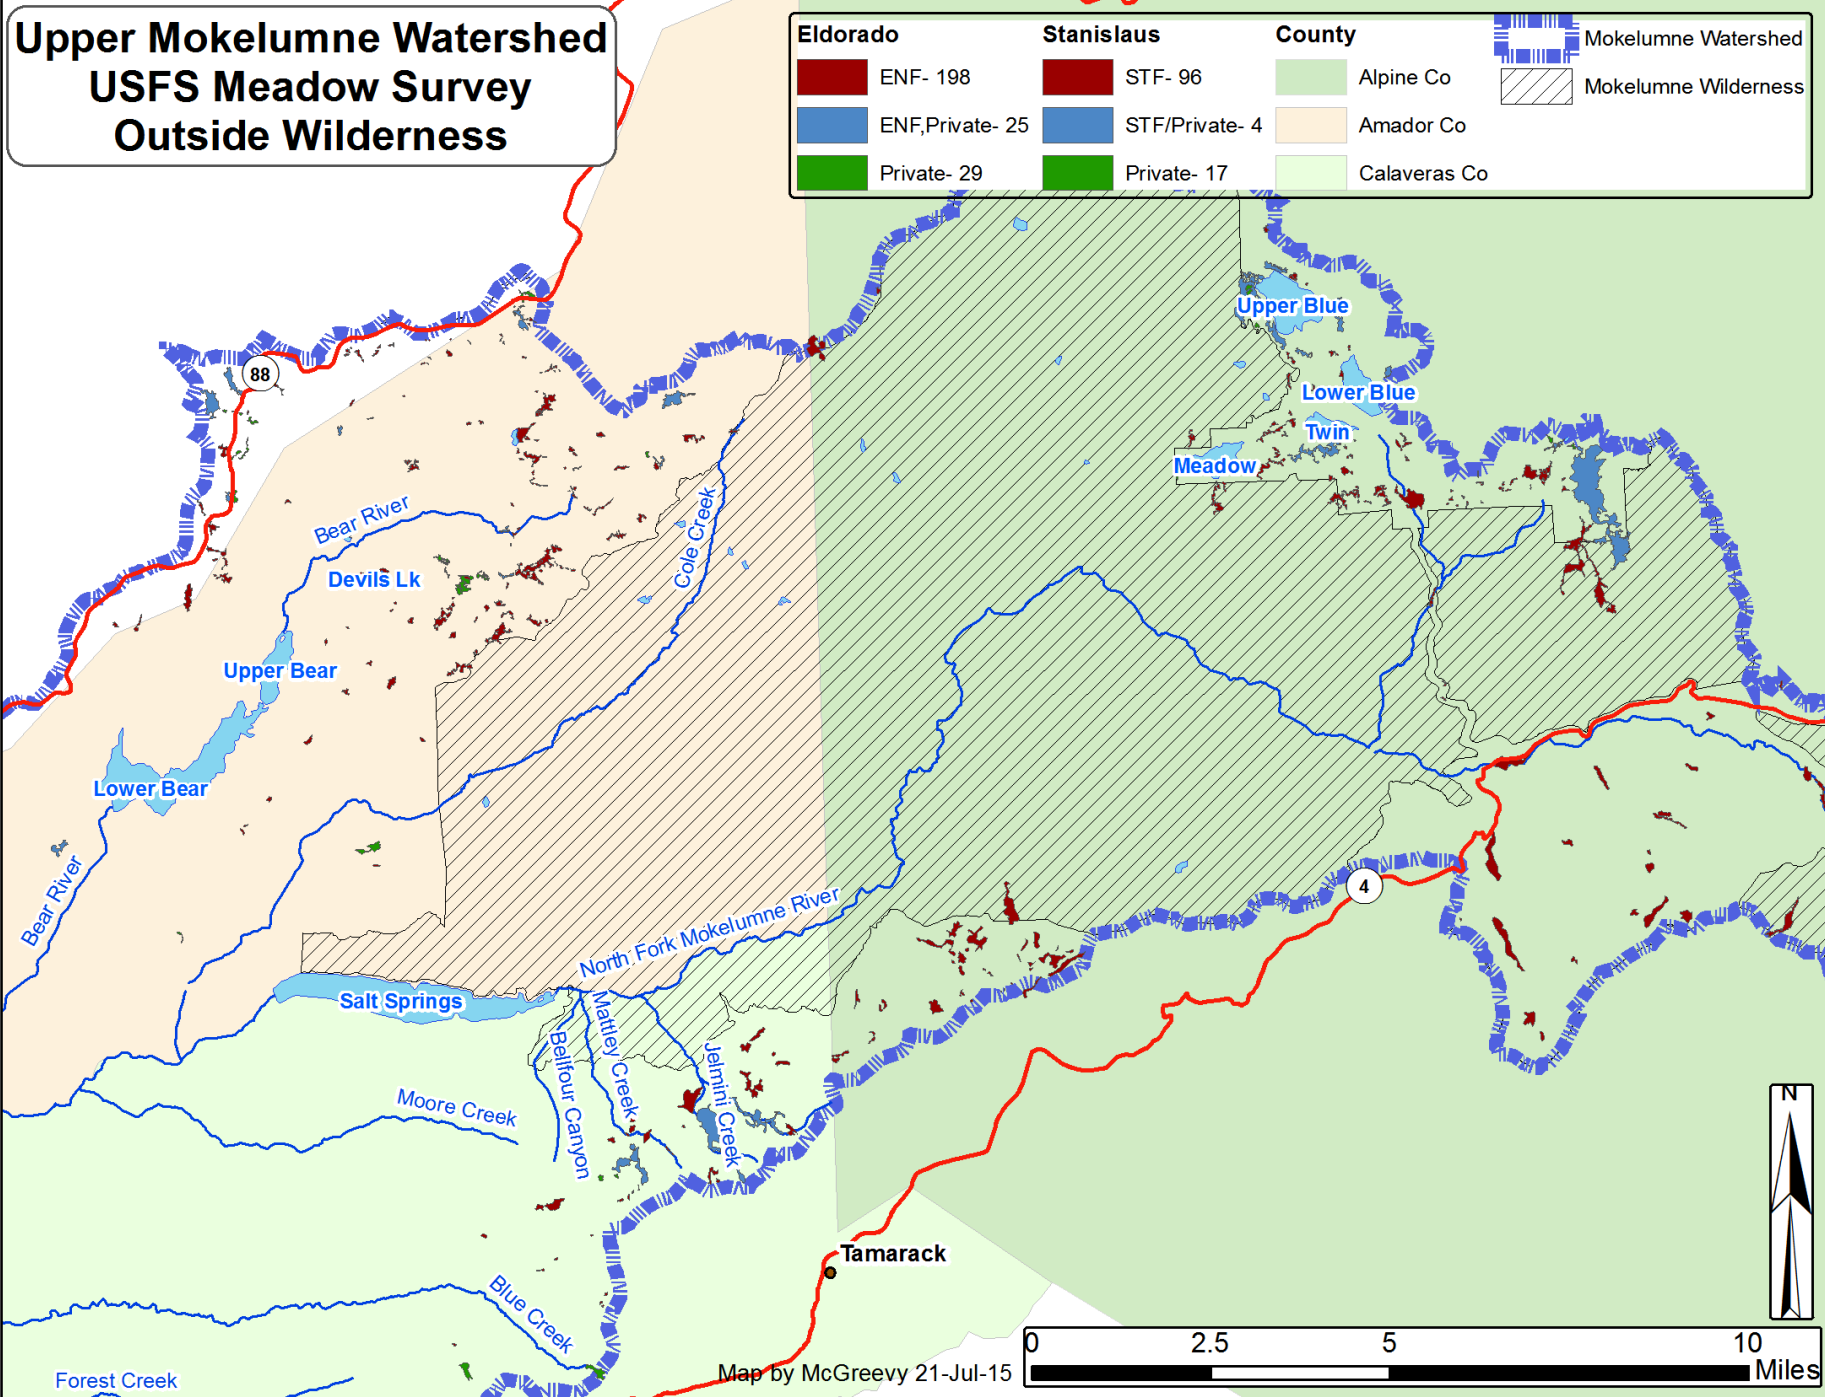 Upper Mokelumne Watershed
USFS Meadow Survey
Outside Wilderness
Eldorado
ENF- 198
ENF,Private- 25
Private- 29
Stanislaus
STF- 96
STF/Private- 4
Private- 17
County
Alpine Co
Amador Co
Calaveras Co
Mokelumne Watershed
Mokelumne Wilderness
Upper Blue
88
Lower Blue
Twin
Meadow
Bear River
Cole Creek
Devils Lk
Upper Bear
Lower Bear
Bear River
4
North Fork Mokelumne River
Salt Springs
Mattley Creek
Bellfour Canyon
Jelmini Creek
Moore Creek
N
Tamarack
Blue Creek
Forest Creek
Map by McGreevy 21-Jul-15
0 2.5 5 10
Miles